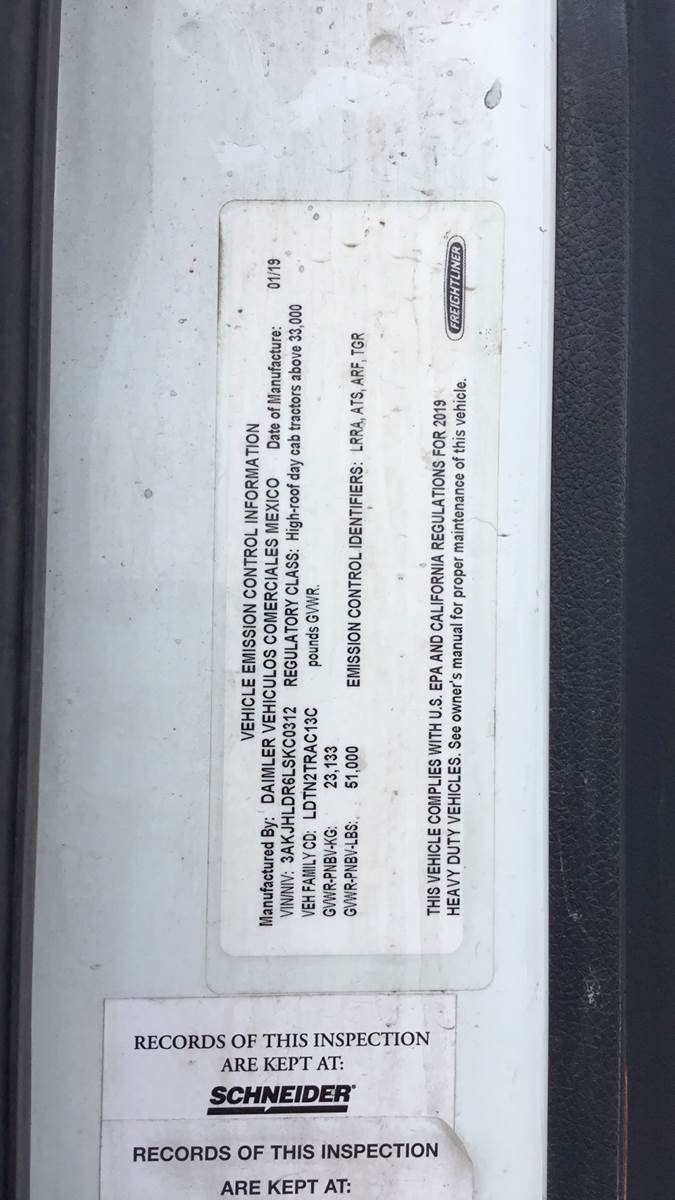 VEHICLE EMISSION CONTROL INFORMATION
Manufactured By: DAIMLER VEHICULOS COMERCIALES MEXICO Date of Manufacture: 01/19
VIN/NIV: 3AKJHLDR6LSKC0312 REGULATORY CLASS: High-roof day cab tractors above 33,000
VEH FAMILY CD: LDTN2TRAC13C pounds GVWR.
GVWR-PNBV-KG: 23,133
GVWR-PNBV-LBS: 51,000 EMISSION CONTROL IDENTIFIERS: LRRA, ATS, ARF, TGR
THIS VEHICLE COMPLIES WITH U.S. EPA AND CALIFORNIA REGULATIONS FOR 2019
HEAVY DUTY VEHICLES. See owner's manual for proper maintenance of this vehicle.
FREIGHTLINER
RECORDS OF THIS INSPECTION
ARE KEPT AT:
SCHNEIDER®
RECORDS OF THIS INSPECTION
ARE KEPT AT: